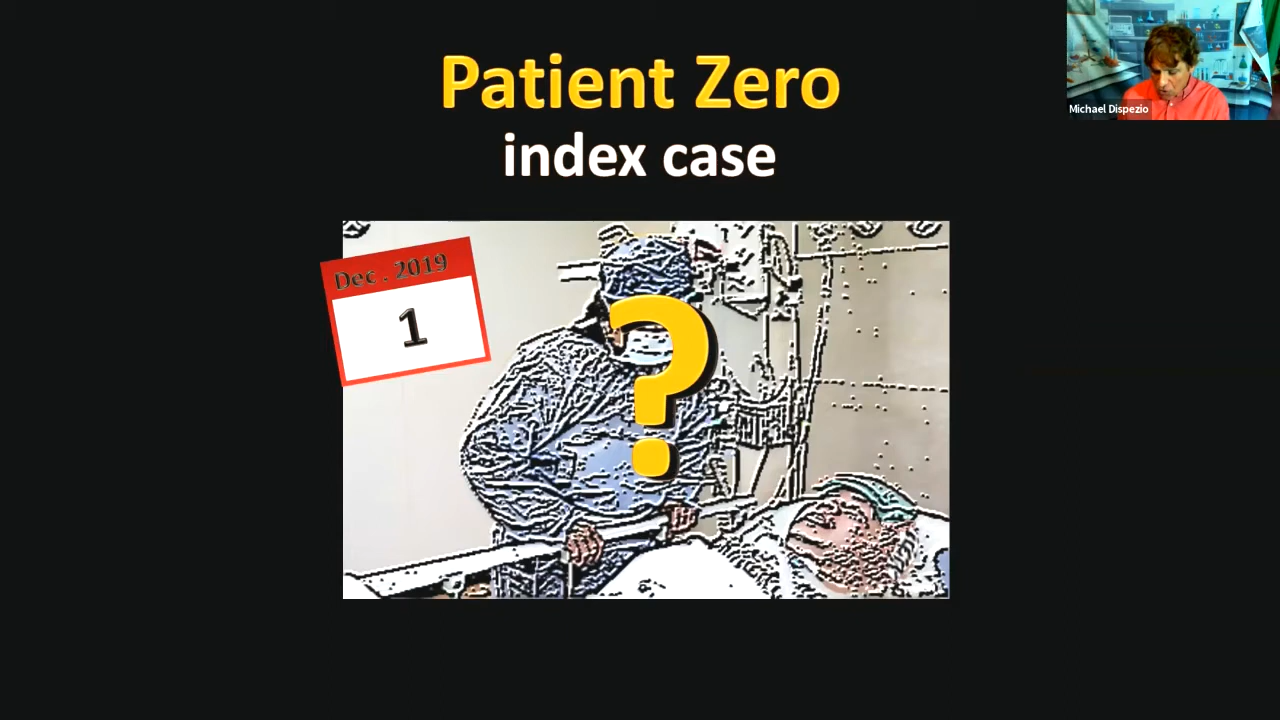 Patient Zero
index case
Dec . 2019
1
?
Michael Dispezio